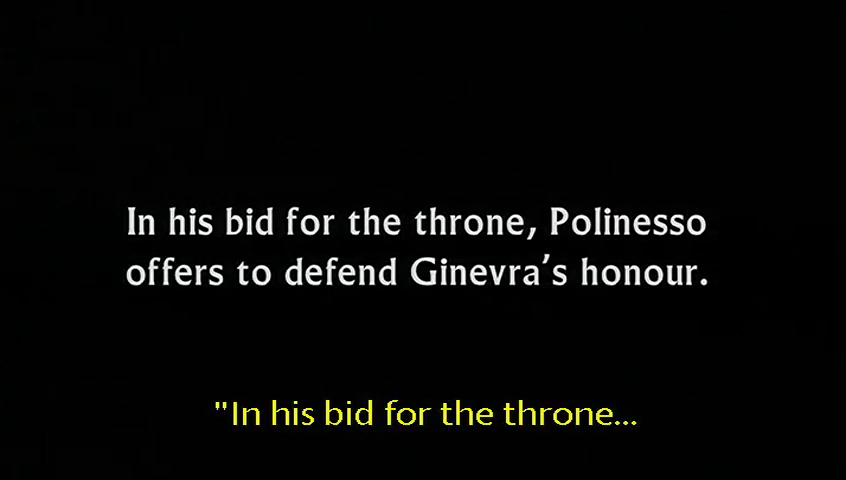 In his bid for the throne, Polinesso
offers to defend Ginevra’s honour.
"In his bid for the throne...